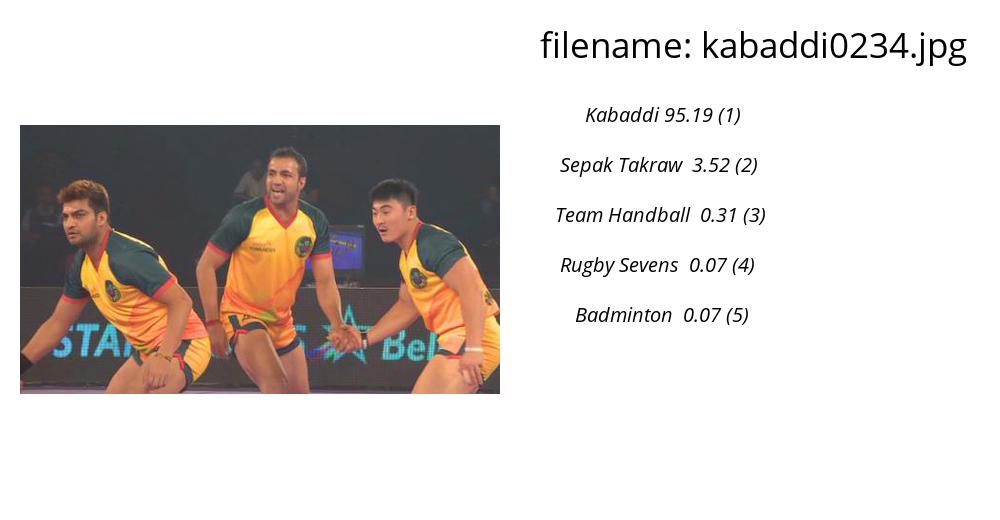 filename: kabaddi0234.jpg
Kabaddi 95.19 (1)
Sepak Takraw 3.52 (2)
Team Handball 0.31 (3)
Rugby Sevens 0.07 (4)
Badminton 0.07 (5)
STAR